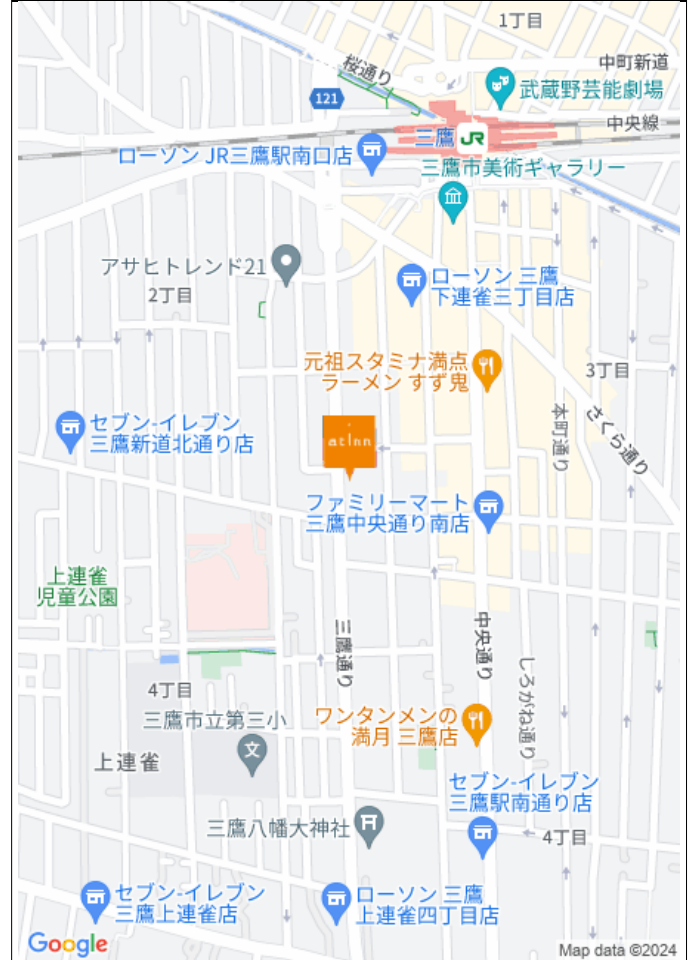 1丁目
中町新道
桜通り
武蔵野芸能劇場
121
中央線
三鷹
JR
ローソン JR三鷹駅南口店
三鷹市美術ギャラリー
アサヒトレンド21
2丁目
ローソン 三鷹
下連雀三丁目店
元祖スタミナ満点
ラーメン すず鬼
3丁目
セブン-イレブン
三鷹新道北通り店
at inn
本町通り
さくら通り
ファミリーマート
三鷹中央通り南店
上連雀
児童公園
三鷹通り
中央通り
しろがね通り
4丁目
三鷹市立第三小
文
ワンタンメンの
満月 三鷹店
上連雀
セブン-イレブン
三鷹駅南通り店
三鷹八幡大神社
4丁目
セブン-イレブン
三鷹上連雀店
ローソン 三鷹
上連雀四丁目店
Google
Map data ©2024